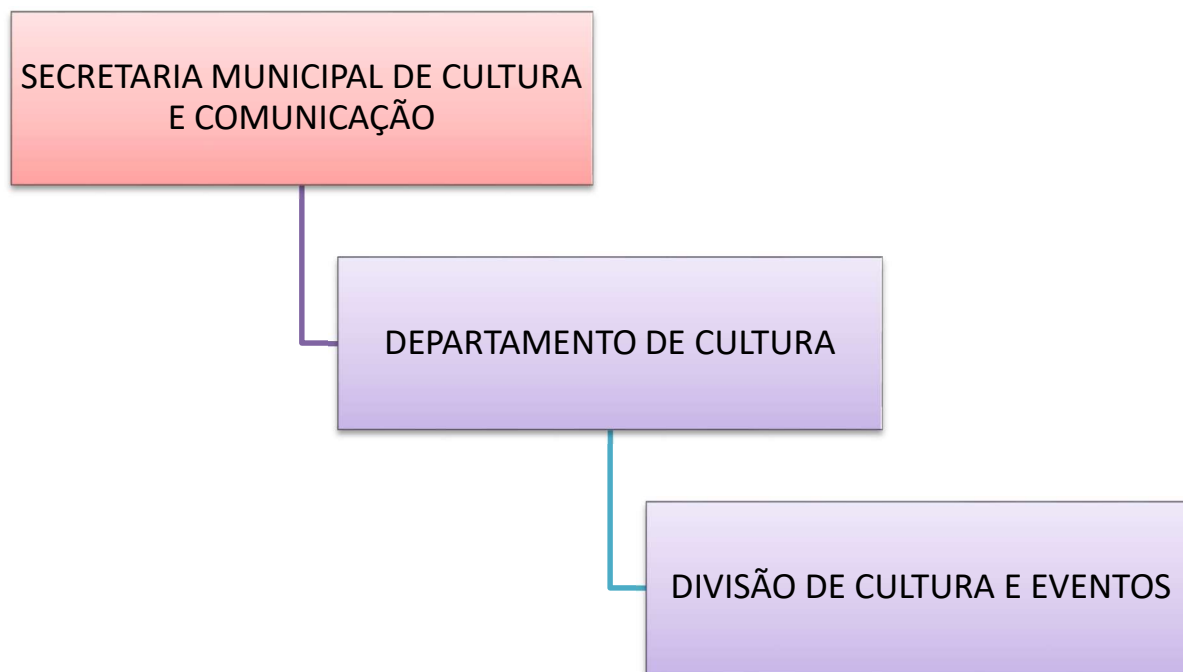 SECRETARIA MUNICIPAL DE CULTURA
E COMUNICAÇÃO
DEPARTAMENTO DE CULTURA
DIVISÃO DE CULTURA E EVENTOS